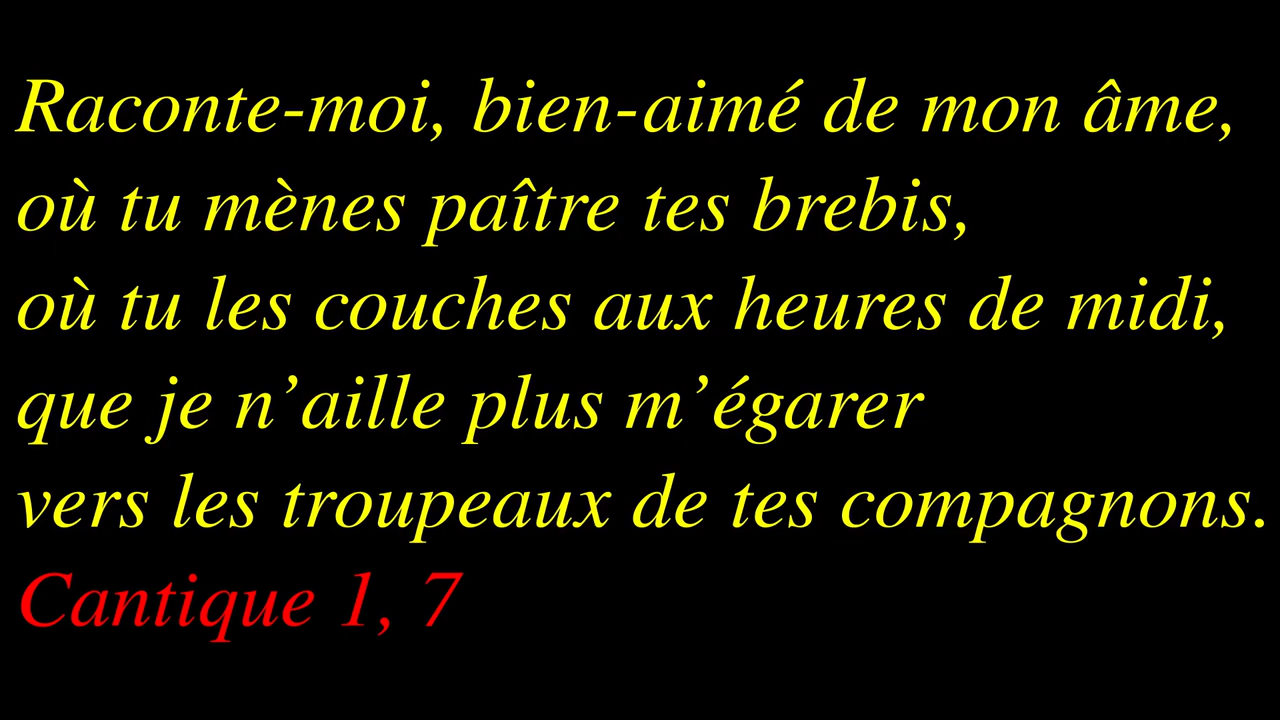 Raconte-moi, bien-aimé de mon âme,
où tu mènes paître tes brebis,
où tu les couches aux heures de midi,
que je n’aille plus m’égarer
vers les troupeaux de tes compagnons.
Cantique 1, 7